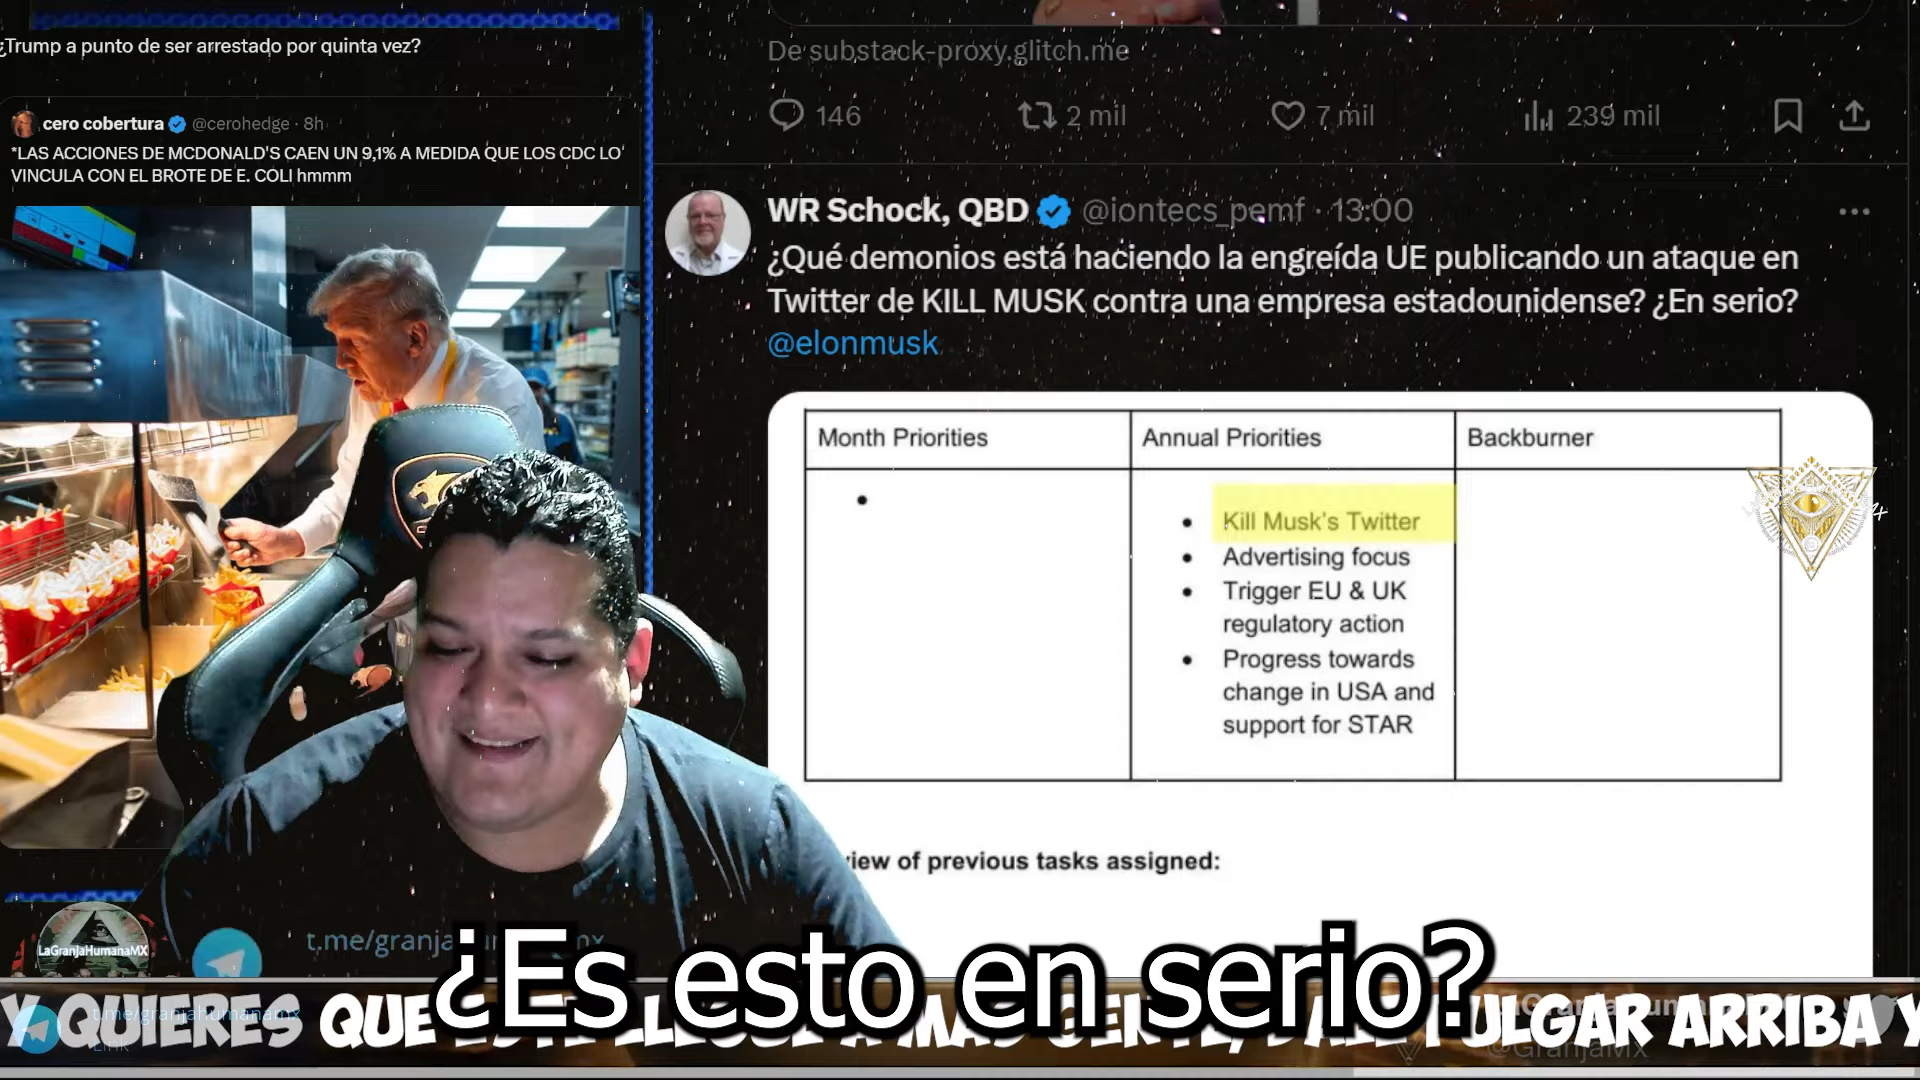 ¿Trump a punto de ser arrestado por quinta vez?
cero cobertura @cerohedge · 8h
*LAS ACCIONES DE MCDONALD'S CAEN UN 9,1% A MEDIDA QUE LOS CDC LO
VINCULA CON EL BROTE DE E. COLI hmmm
De substack-proxy.glitch.me
146 2 mil 7 mil 239 mil
WR Schock, QBD @iontecs_pemf · 13:00
¿Qué demonios está haciendo la engreída UE publicando un ataque en
Twitter de KILL MUSK contra una empresa estadounidense? ¿En serio?
@elonmusk
Month Priorities
Annual Priorities
Backburner
• Kill Musk's Twitter
• Advertising focus
• Trigger EU & UK
regulatory action
• Progress towards
change in USA and
support for STAR
view of previous tasks assigned:
LaGranjaHumanaMX
¿Es esto en serio?
Y QUIERES QUE
PULGAR ARRIBA Y
t.me/granjahumanamx
@GranjaMx